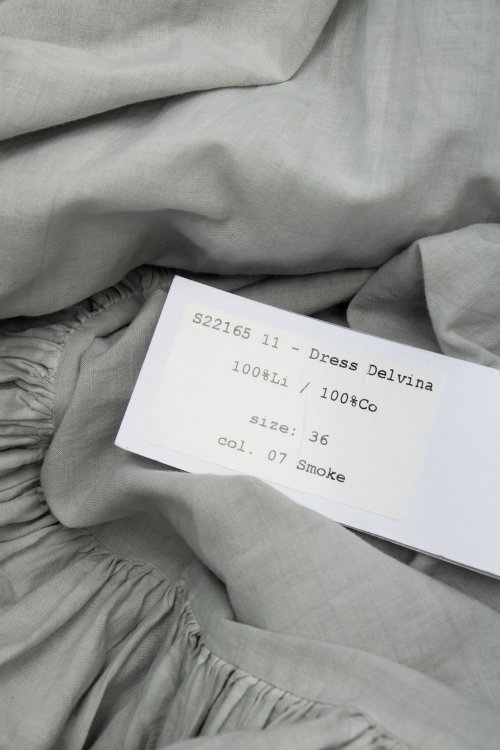 S22165 11 - Dress Delvina
100%Li / 100%Co
size: 36
col. 07 Smoke